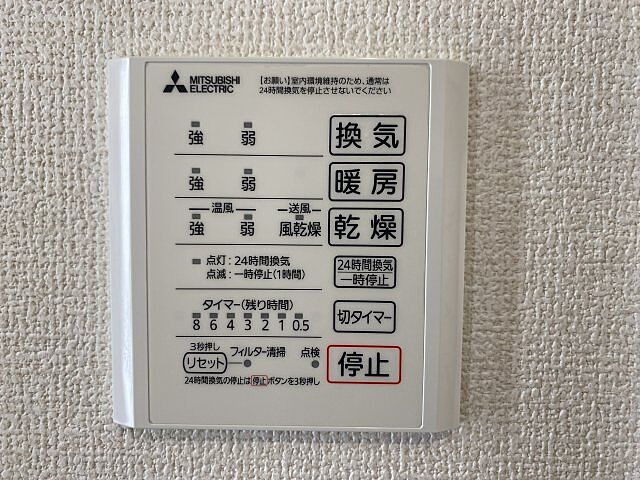 MITSUBISHI
ELECTRIC
【お願い】室内環境維持のため、通常は
24時間換気を停止させないでください
強 弱 換気
強 弱 暖房
温風 送風
強 弱 風乾燥 乾燥
点灯：24時間換気
点滅：一時停止(1時間)
24時間換気
一時停止
タイマー(残り時間)
8 6 4 3 2 1 0.5
切タイマー
3秒押し
リセット フィルター清掃 点検
停止
24時間換気の停止は停止ボタンを3秒押し